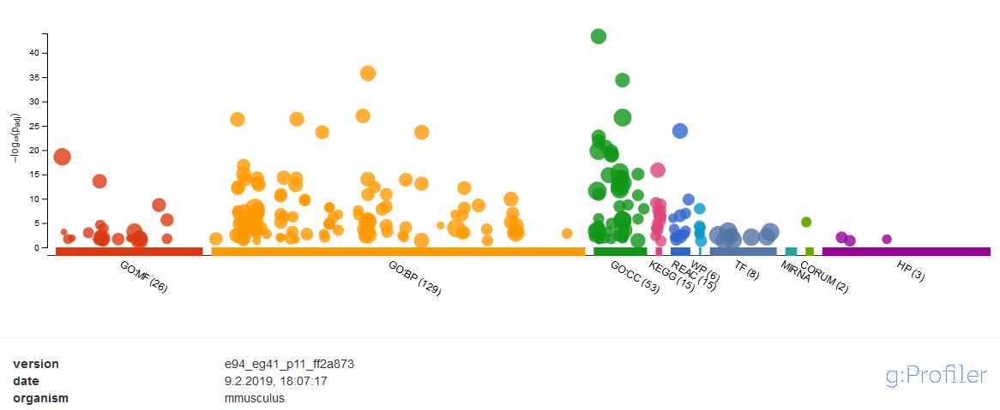 40
35
30
25
20
15
10
5
0
−log₁₀(p_adj)
GO:MF (26)
GO:BP (129)
GO:CC (53)
KEGG (15)
REAC (15)
WP (6)
TF (8)
MIRNA
CORUM (2)
HP (3)
version e94_eg41_p11_ff2a873
date 9.2.2019, 18:07:17
organism mmusculus
g:Profiler